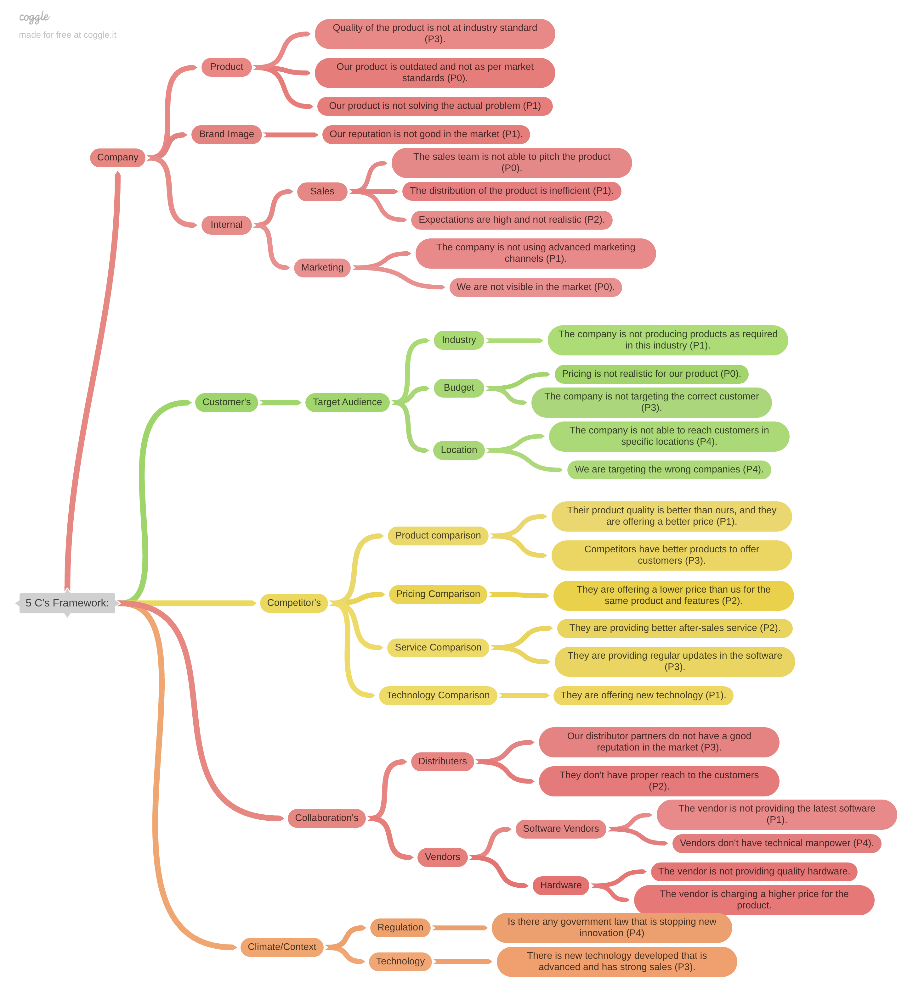 coggle
made for free at coggle.it
Quality of the product is not at industry standard
(P3).
Product
Our product is outdated and not as per market
standards (P0).
Our product is not solving the actual problem (P1)
Brand Image
Our reputation is not good in the market (P1).
Company
The sales team is not able to pitch the product
(P0).
Sales
The distribution of the product is inefficient (P1).
Expectations are high and not realistic (P2).
Internal
The company is not using advanced marketing
channels (P1).
Marketing
We are not visible in the market (P0).
Industry
The company is not producing products as required
in this industry (P1).
Budget
Pricing is not realistic for our product (P0).
The company is not targeting the correct customer
(P3).
Customer's
Target Audience
The company is not able to reach customers in
specific locations (P4).
Location
We are targeting the wrong companies (P4).
Their product quality is better than ours, and they
are offering a better price (P1).
Product comparison
Competitors have better products to offer
customers (P3).
Pricing Comparison
They are offering a lower price than us for the
same product and features (P2).
5 C's Framework:
Competitor's
They are providing better after-sales service (P2).
Service Comparison
They are providing regular updates in the software
(P3).
Technology Comparison
They are offering new technology (P1).
Our distributor partners do not have a good
reputation in the market (P3).
Distributers
They don't have proper reach to the customers
(P2).
Collaboration's
The vendor is not providing the latest software
(P1).
Software Vendors
Vendors don't have technical manpower (P4).
Vendors
The vendor is not providing quality hardware.
Hardware
The vendor is charging a higher price for the
product.
Is there any government law that is stopping new
innovation (P4)
Regulation
Climate/Context
Technology
There is new technology developed that is
advanced and has strong sales (P3).